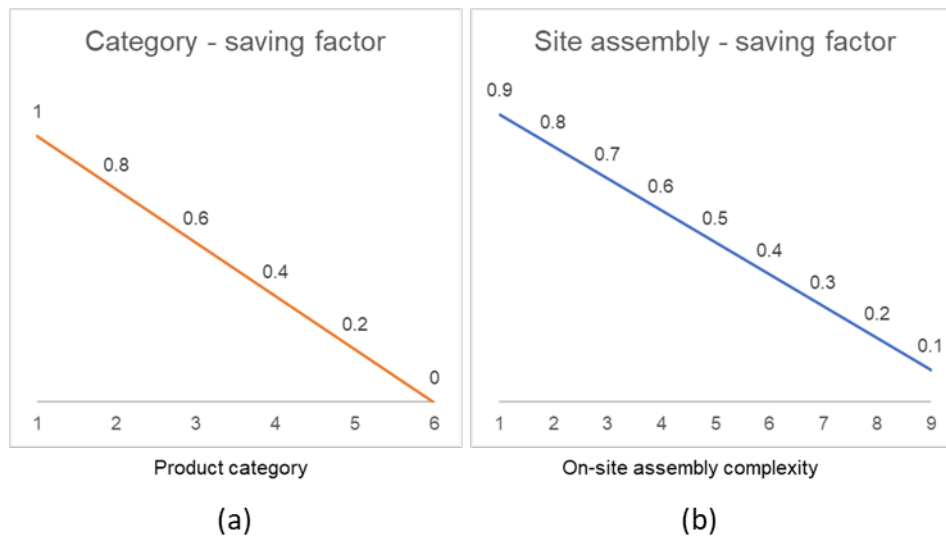 Category - saving factor
1
0.8
0.6
0.4
0.2
0
1 2 3 4 5 6
Product category
(a)
Site assembly - saving factor
0.9
0.8
0.7
0.6
0.5
0.4
0.3
0.2
0.1
1 2 3 4 5 6 7 8 9
On-site assembly complexity
(b)